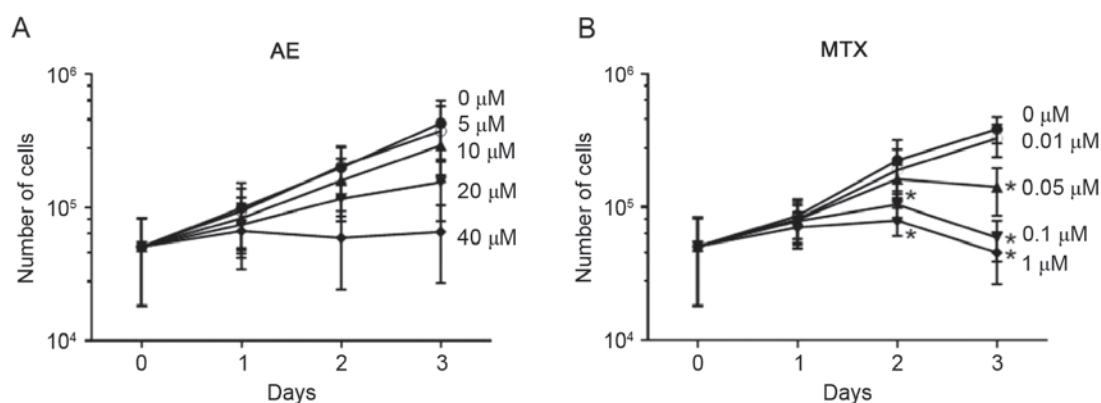 A
AE
Number of cells
10⁶
10⁵
10⁴
0 μM
5 μM
10 μM
20 μM
40 μM
0 1 2 3
Days
B
MTX
Number of cells
10⁶
10⁵
10⁴
0 μM
0.01 μM
* 0.05 μM
*
0.1 μM
*
* 1 μM
*
0 1 2 3
Days